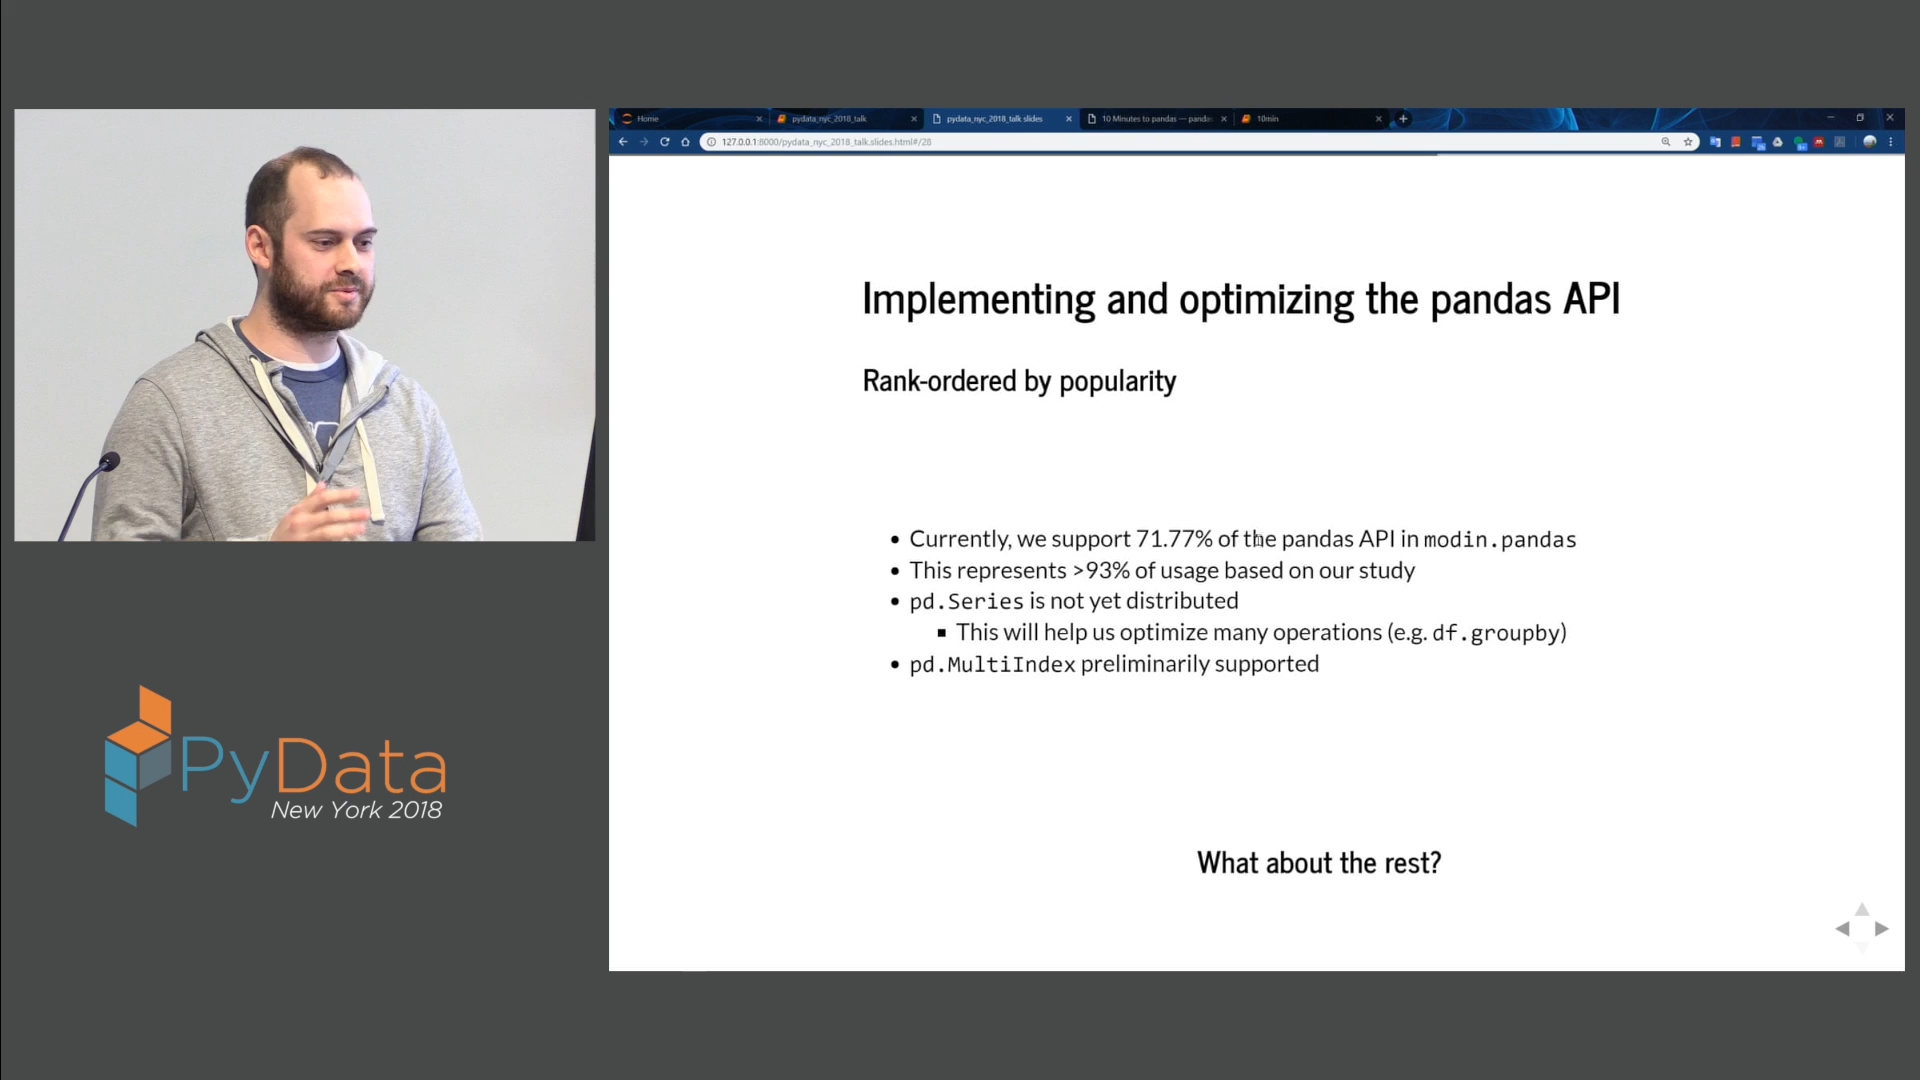 Home
pydata_nyc_2018_talk
pydata_nyc_2018_talk slides
10 Minutes to pandas — pandas
10min
127.0.0.1:8000/pydata_nyc_2018_talk.slides.html#/28
Implementing and optimizing the pandas API
Rank-ordered by popularity
• Currently, we support 71.77% of the pandas API in modin.pandas
• This represents >93% of usage based on our study
• pd.Series is not yet distributed
▪ This will help us optimize many operations (e.g. df.groupby)
• pd.MultiIndex preliminarily supported
What about the rest?
PyData
New York 2018